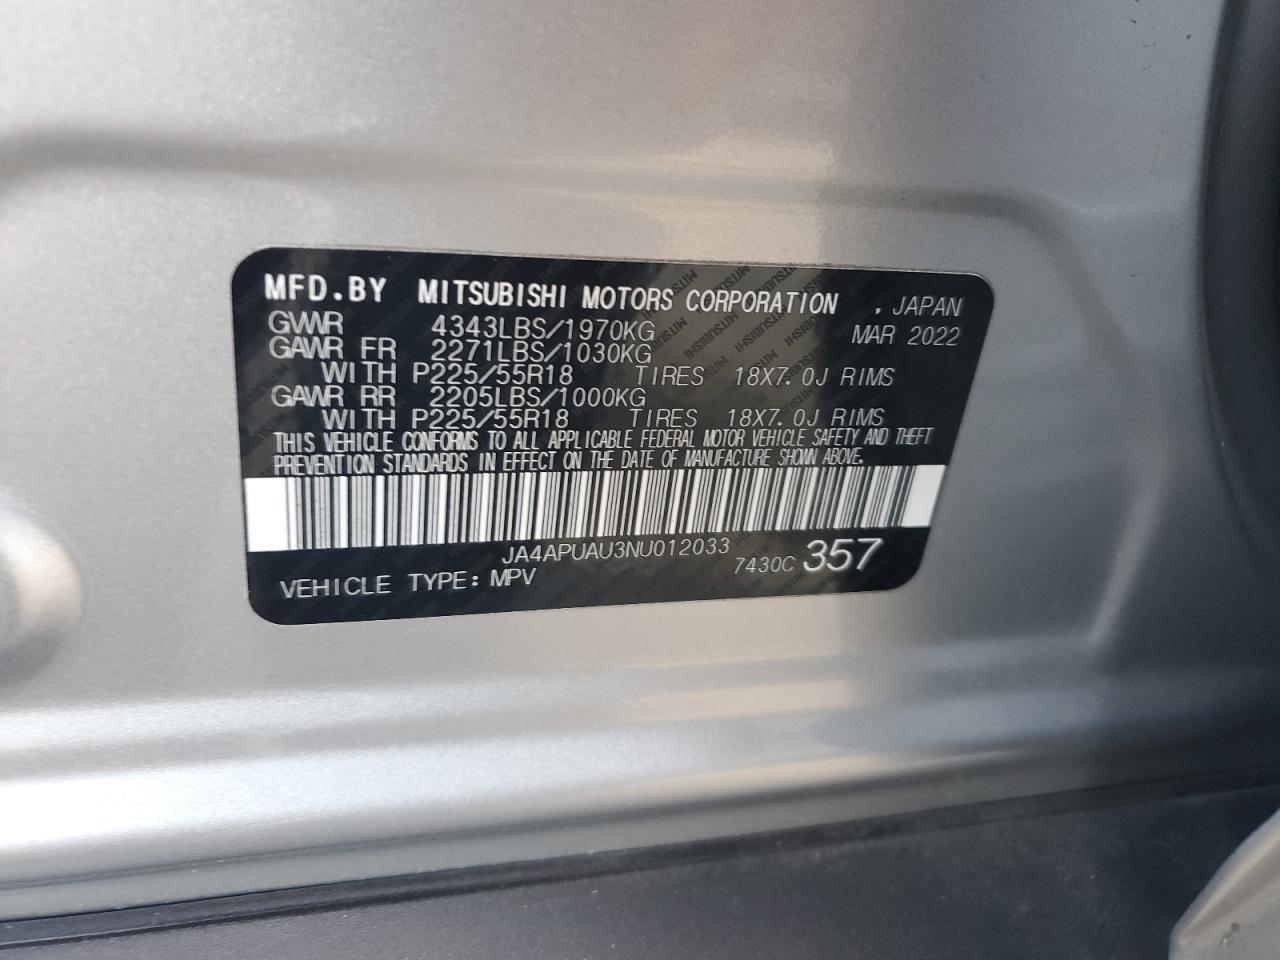 MFD.BY MITSUBISHI MOTORS CORPORATION , JAPAN
GVWR 4343LBS/1970KG MAR 2022
GAWR FR 2271LBS/1030KG
WITH P225/55R18 TIRES 18X7.0J RIMS
GAWR RR 2205LBS/1000KG
WITH P225/55R18 TIRES 18X7.0J RIMS
THIS VEHICLE CONFORMS TO ALL APPLICABLE FEDERAL MOTOR VEHICLE SAFETY AND THEFT
PREVENTION STANDARDS IN EFFECT ON THE DATE OF MANUFACTURE SHOWN ABOVE.
JA4APUAU3NU012033
VEHICLE TYPE: MPV 7430C 357